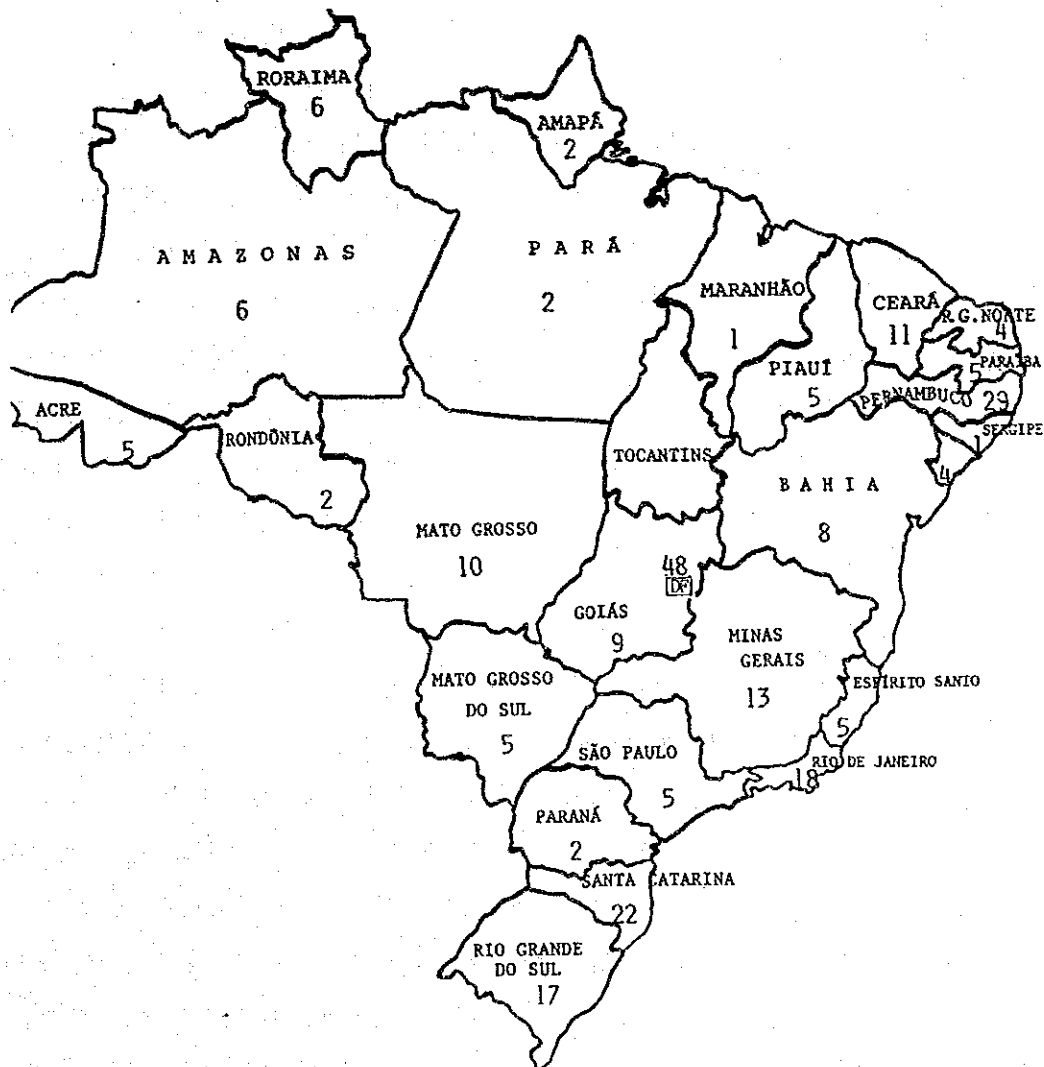 RORAIMA
6
AMAPÁ
2
AMAZONAS
6
PARÁ
2
MARANHÃO
1
CEARÁ
11
R.G.NORTE
4
PARAÍBA
5
PIAUÍ
5
PERNAMBUCO
29
SERGIPE
1
4
ACRE
5
RONDÔNIA
2
TOCANTINS
BAHIA
8
MATO GROSSO
10
48
DF
GOIÁS
9
MINAS
GERAIS
13
ESPÍRITO SANTO
5
MATO GROSSO
DO SUL
5
SÃO PAULO
5
RIO DE JANEIRO
18
PARANÁ
2
SANTA CATARINA
22
RIO GRANDE
DO SUL
17